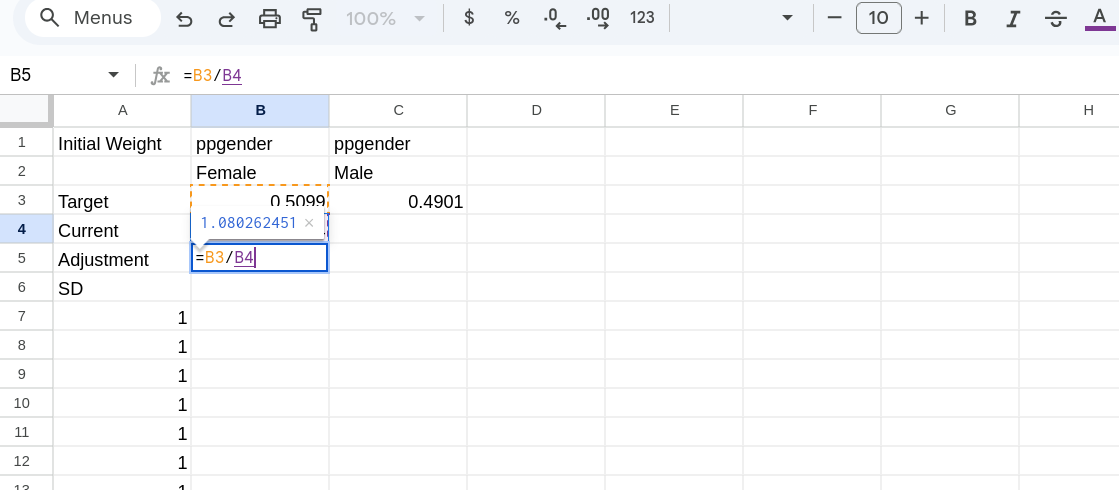 Menus 100% $ % .0 .00 123 10 B I A
B5 fx =B3/B4
A B C D E F G H
1 Initial Weight ppgender ppgender
2 Female Male
3 Target 0.5099 0.4901
1.080262451 ×
4 Current
5 Adjustment =B3/B4
6 SD
7 1
8 1
9 1
10 1
11 1
12 1
13 1